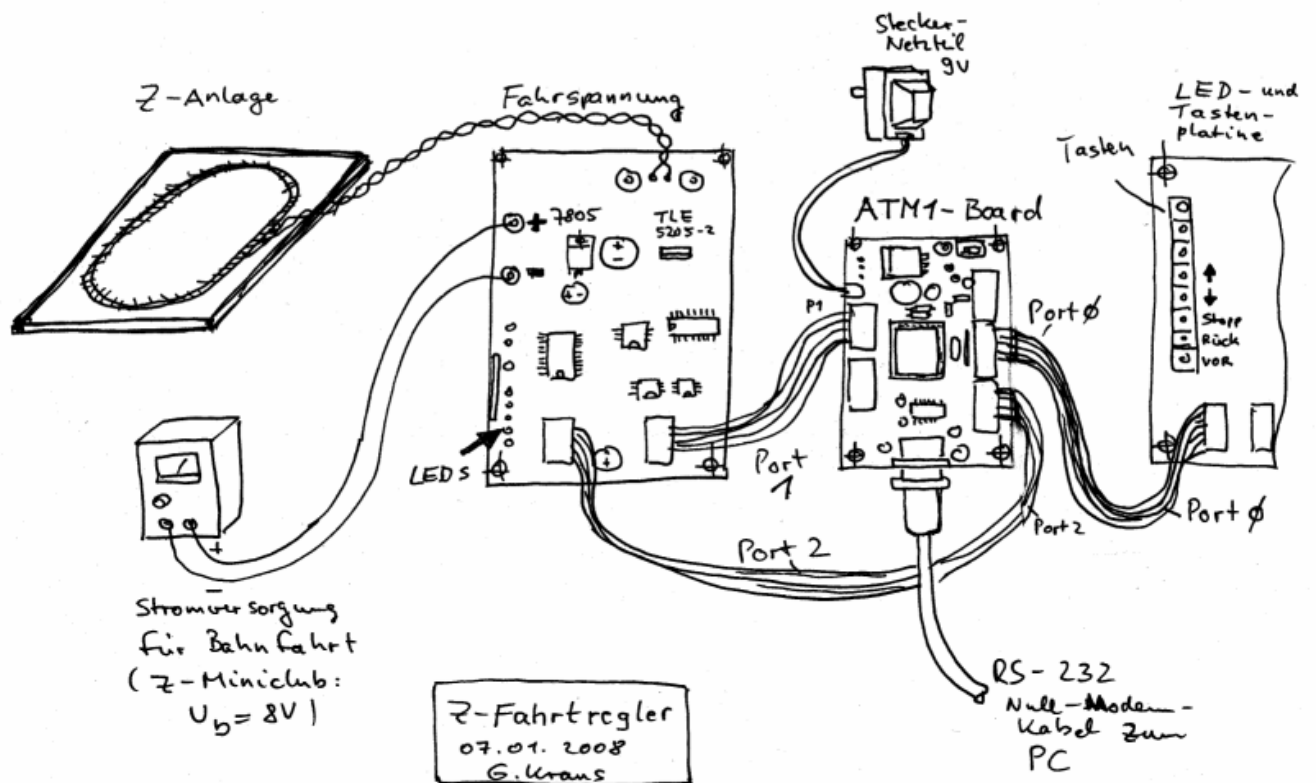 Z-Anlage
Fahrspannung
Stecker-
Netzteil
9V
LED- und
Tasten-
platine
Tasten
ATM1-Board
+ 7805
TLE
5205-2
-
+
-
+-
P1
Port Ø
↑
↓
Stopp
Rück
VOR
LEDs
+
Port
1
Port 2
Port 2
Port Ø
+
-
Stromversorgung
für Bahnfahrt
(Z-Miniclub:
Ub = 8V)
Z-Fahrtregler
07.01. 2008
G. Kraus
RS-232
Null-Modem-
Kabel zum
PC